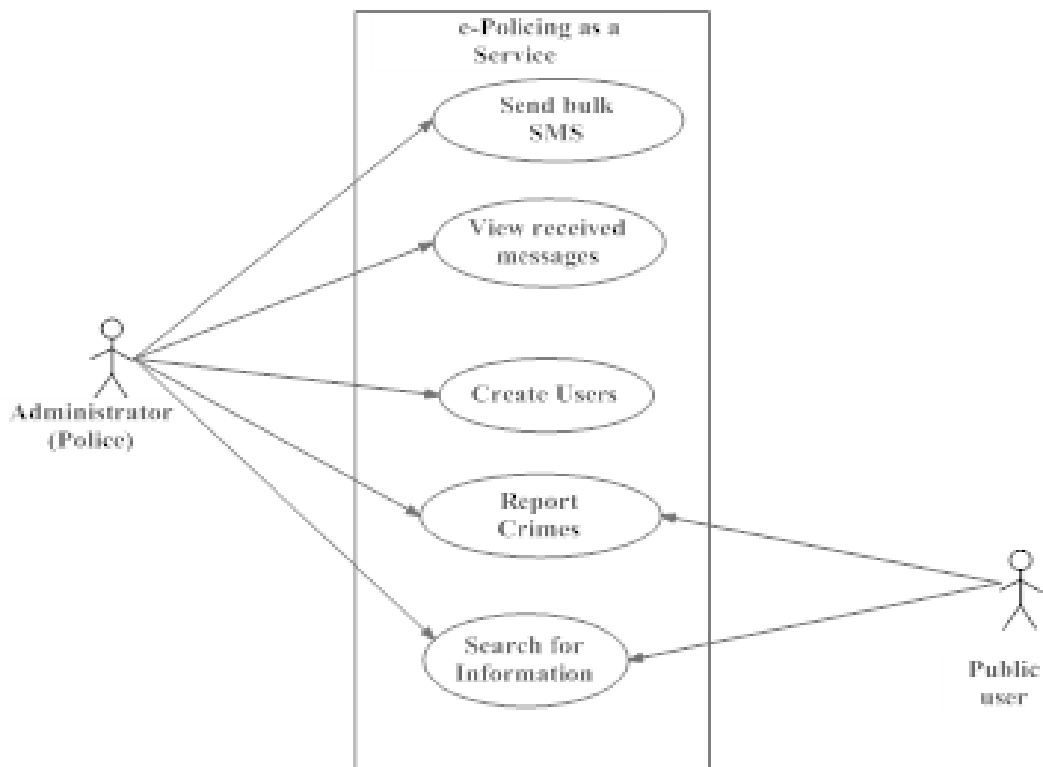 e-Policing as a
Service
Send bulk
SMS
View received
messages
Create Users
Administrator
(Police)
Report
Crimes
Search for
Information
Public
user